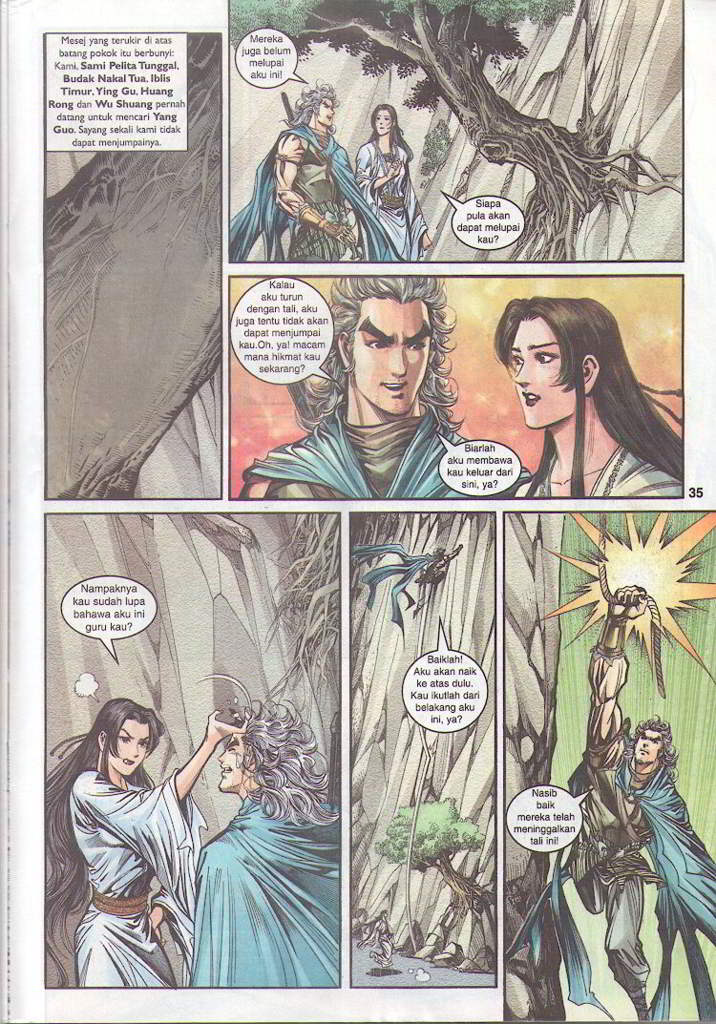 Mesej yang terukir di atas
batang pokok itu berbunyi:
Kami, Sami Pelita Tunggal,
Budak Nakal Tua, Iblis
Timur, Ying Gu, Huang
Rong dan Wu Shuang pernah
datang untuk mencari Yang
Guo. Sayang sekali kami tidak
dapat menjumpainya.
Mereka
juga belum
melupai
aku ini!
Siapa
pula akan
dapat melupai
kau?
Kalau
aku turun
dengan tali, aku
juga tentu tidak akan
dapat menjumpai
kau.Oh, ya! macam
mana hikmat kau
sekarang?
Biarlah
aku membawa
kau keluar dari
sini, ya?
35
Nampaknya
kau sudah lupa
bahawa aku ini
guru kau?
Baiklah!
Aku akan naik
ke atas dulu.
Kau ikutlah dari
belakang aku
ini, ya?
Nasib
baik
mereka telah
meninggalkan
tali ini!